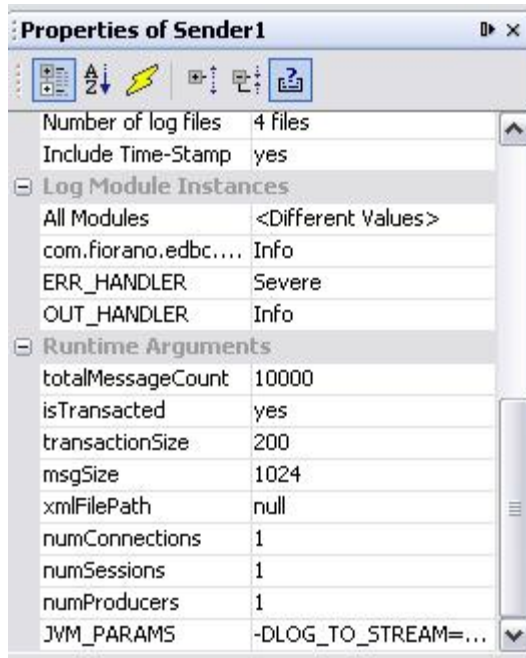 Properties of Sender1
Number of log files 4 files
Include Time-Stamp yes
Log Module Instances
All Modules <Different Values>
com.fiorano.edbc.... Info
ERR_HANDLER Severe
OUT_HANDLER Info
Runtime Arguments
totalMessageCount 10000
isTransacted yes
transactionSize 200
msgSize 1024
xmlFilePath null
numConnections 1
numSessions 1
numProducers 1
JVM_PARAMS -DLOG_TO_STREAM=...